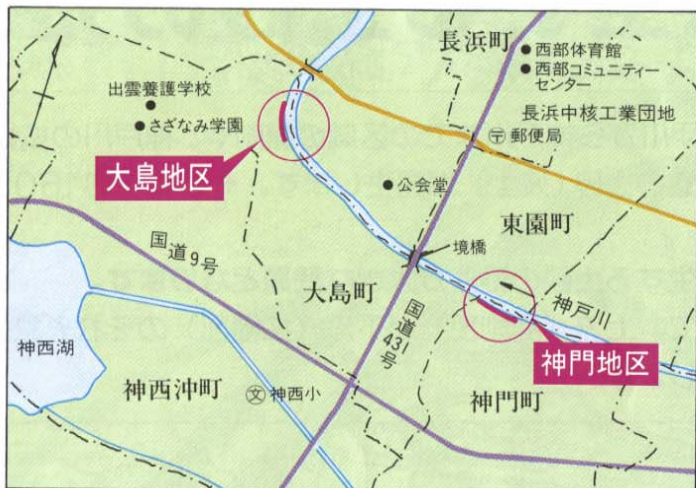 長浜町
西部体育館
西部コミュニティー
センター
出雲養護学校
さざなみ学園
長浜中核工業団地
〒郵便局
大島地区
公会堂
東園町
国道9号
境橋
大島町
神戸川
国道431号
神西湖
神門地区
神西沖町
文 神西小
神門町